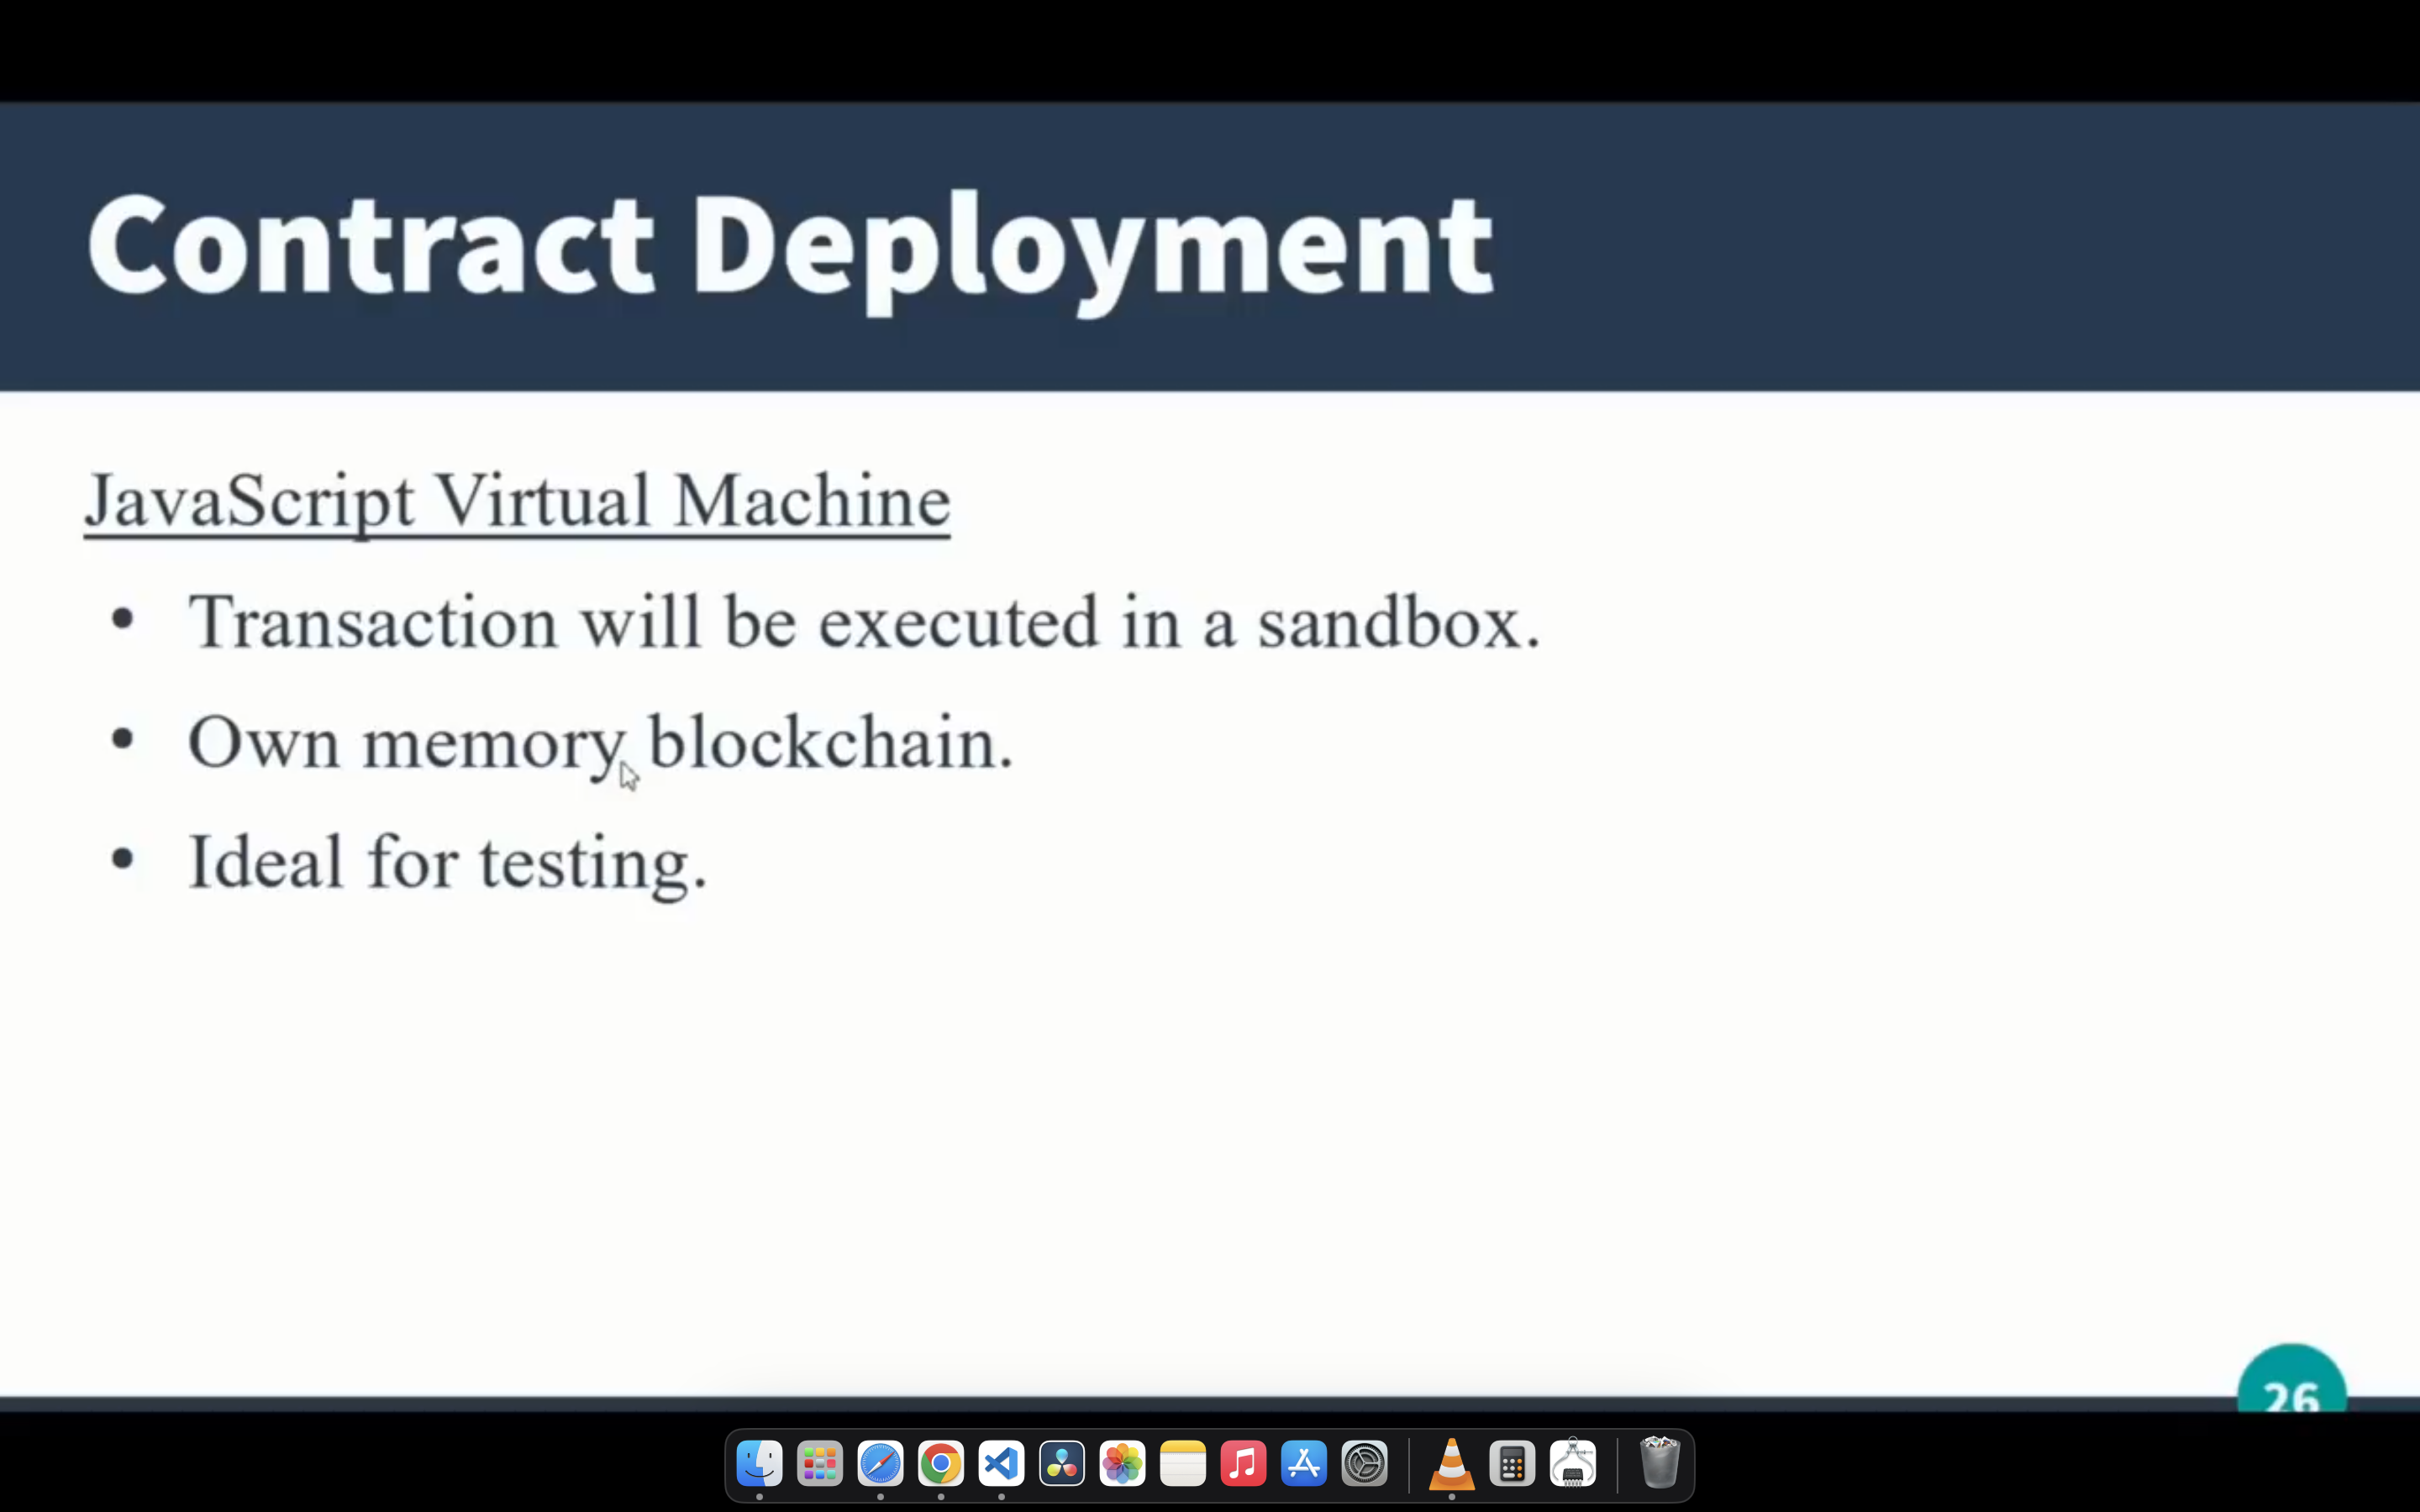 Contract Deployment
JavaScript Virtual Machine
• Transaction will be executed in a sandbox.
• Own memory blockchain.
• Ideal for testing.
26